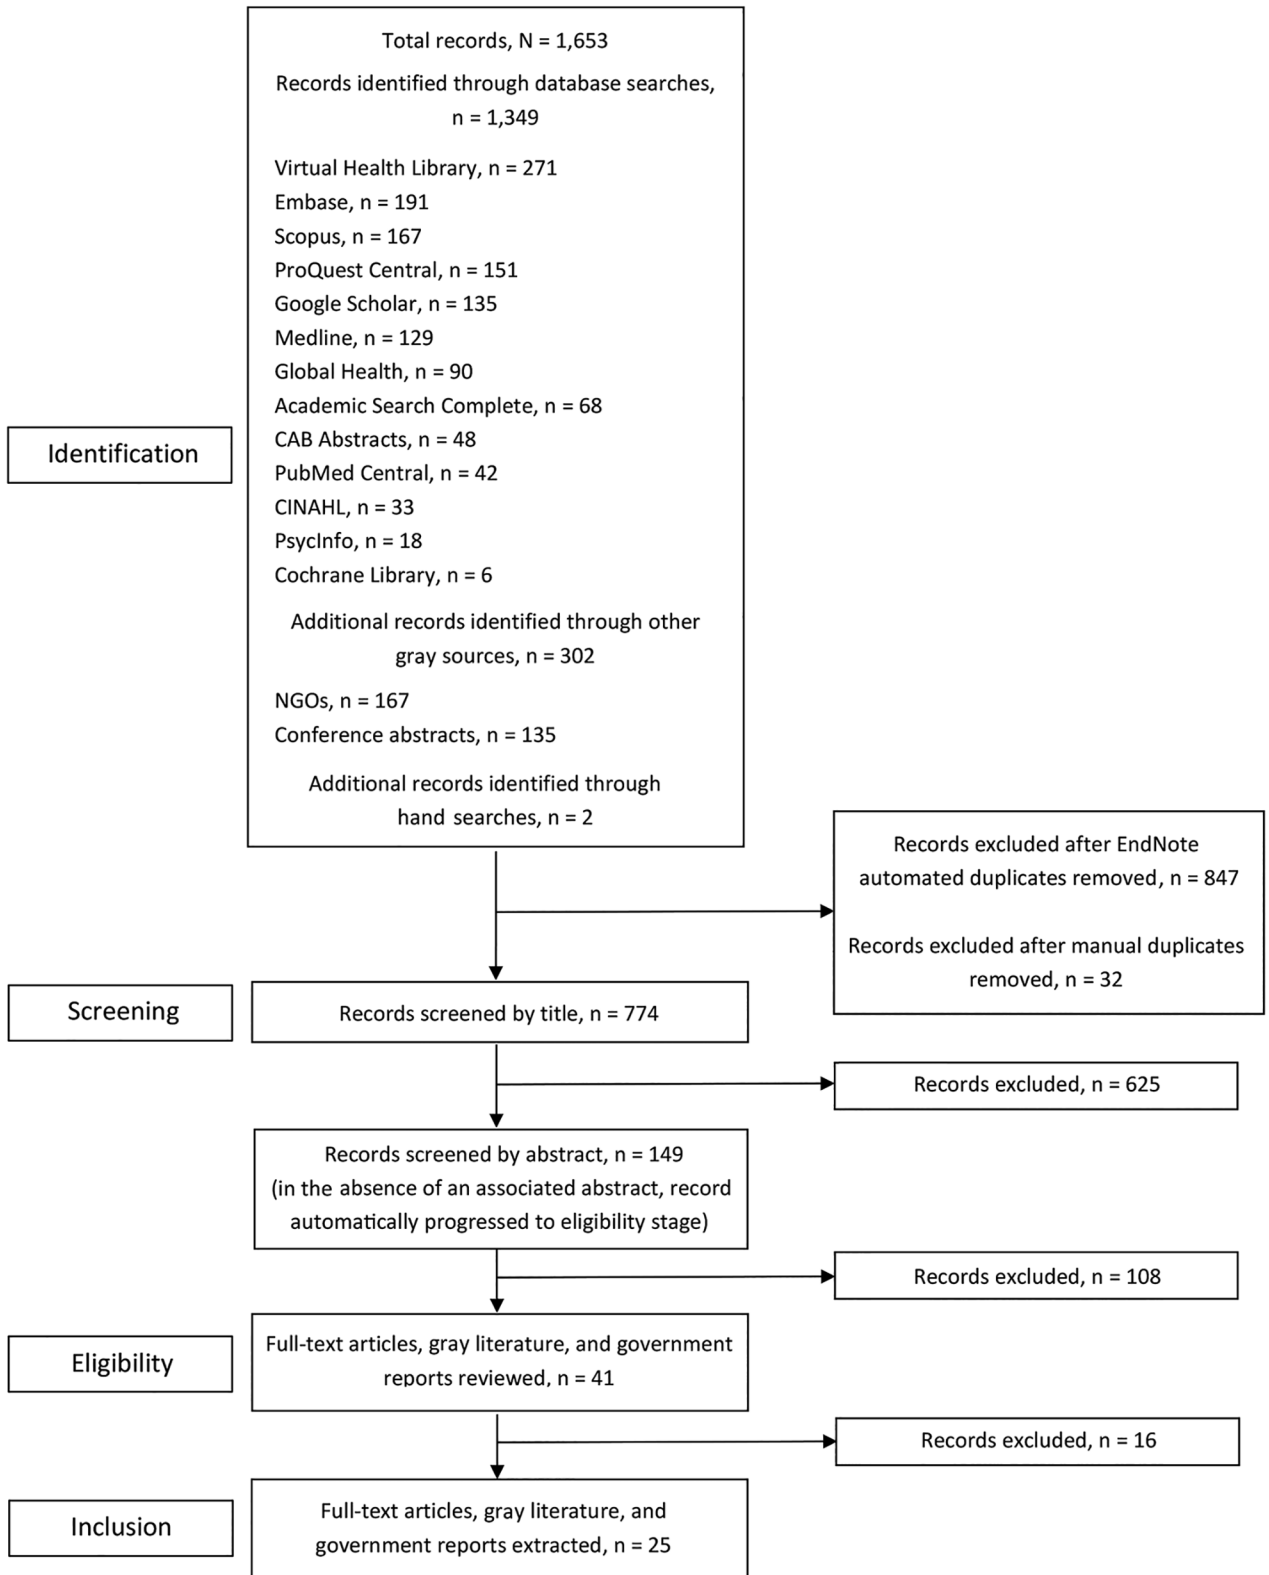 Total records, N = 1,653
Records identified through database searches,
n = 1,349
Virtual Health Library, n = 271
Embase, n = 191
Scopus, n = 167
ProQuest Central, n = 151
Google Scholar, n = 135
Medline, n = 129
Global Health, n = 90
Academic Search Complete, n = 68
CAB Abstracts, n = 48
PubMed Central, n = 42
CINAHL, n = 33
PsycInfo, n = 18
Cochrane Library, n = 6
Additional records identified through other
gray sources, n = 302
NGOs, n = 167
Conference abstracts, n = 135
Additional records identified through
hand searches, n = 2
Identification
Records excluded after EndNote
automated duplicates removed, n = 847
Records excluded after manual duplicates
removed, n = 32
Screening
Records screened by title, n = 774
Records excluded, n = 625
Records screened by abstract, n = 149
(in the absence of an associated abstract, record
automatically progressed to eligibility stage)
Records excluded, n = 108
Eligibility
Full-text articles, gray literature, and government
reports reviewed, n = 41
Records excluded, n = 16
Inclusion
Full-text articles, gray literature, and
government reports extracted, n = 25